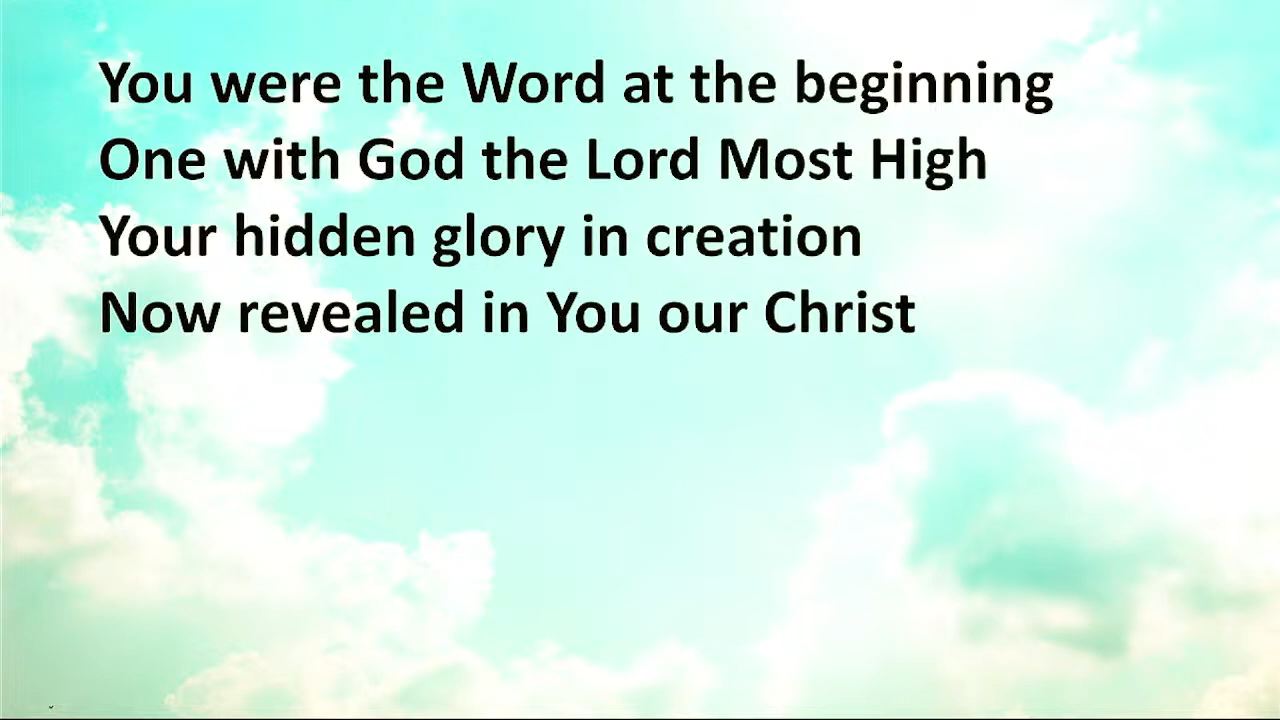 You were the Word at the beginning
One with God the Lord Most High
Your hidden glory in creation
Now revealed in You our Christ